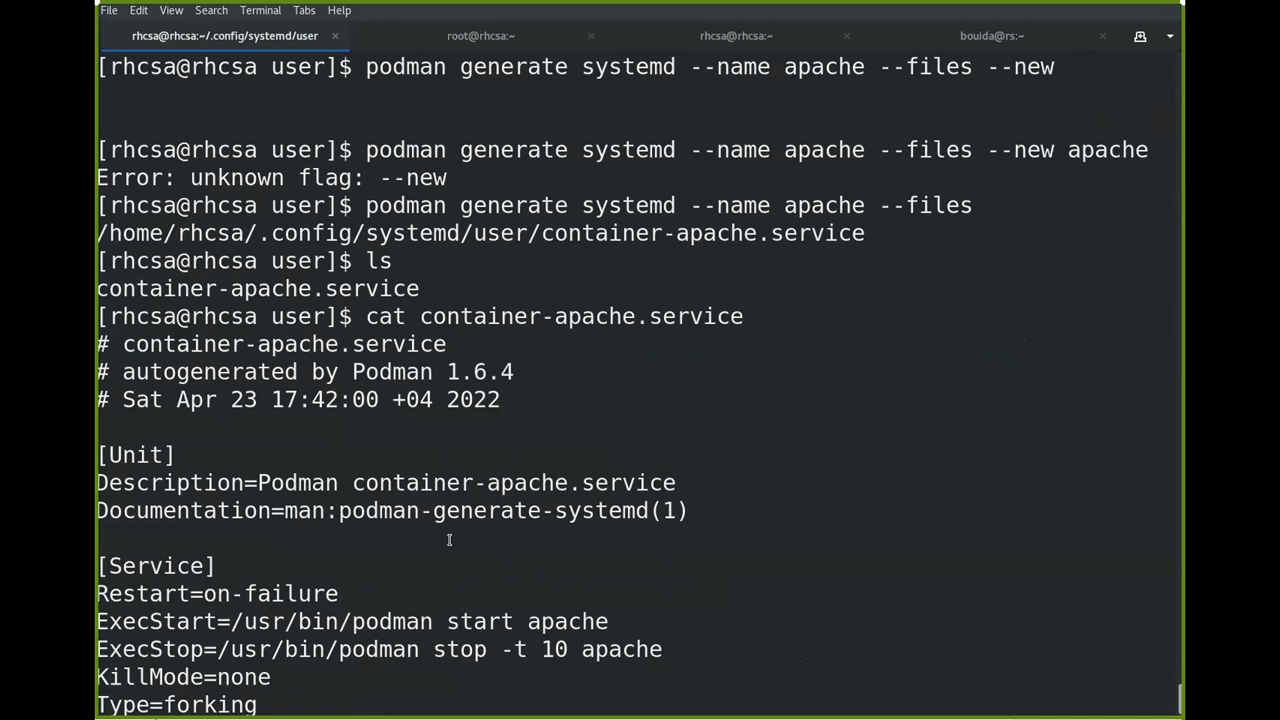 File Edit View Search Terminal Tabs Help
rhcsa@rhcsa:~/.config/systemd/user × root@rhcsa:~ × rhcsa@rhcsa:~ × bouida@rs:~ ×
[rhcsa@rhcsa user]$ podman generate systemd --name apache --files --new
[rhcsa@rhcsa user]$ podman generate systemd --name apache --files --new apache
Error: unknown flag: --new
[rhcsa@rhcsa user]$ podman generate systemd --name apache --files
/home/rhcsa/.config/systemd/user/container-apache.service
[rhcsa@rhcsa user]$ ls
container-apache.service
[rhcsa@rhcsa user]$ cat container-apache.service
# container-apache.service
# autogenerated by Podman 1.6.4
# Sat Apr 23 17:42:00 +04 2022
[Unit]
Description=Podman container-apache.service
Documentation=man:podman-generate-systemd(1)
[Service]
Restart=on-failure
ExecStart=/usr/bin/podman start apache
ExecStop=/usr/bin/podman stop -t 10 apache
KillMode=none
Type=forking